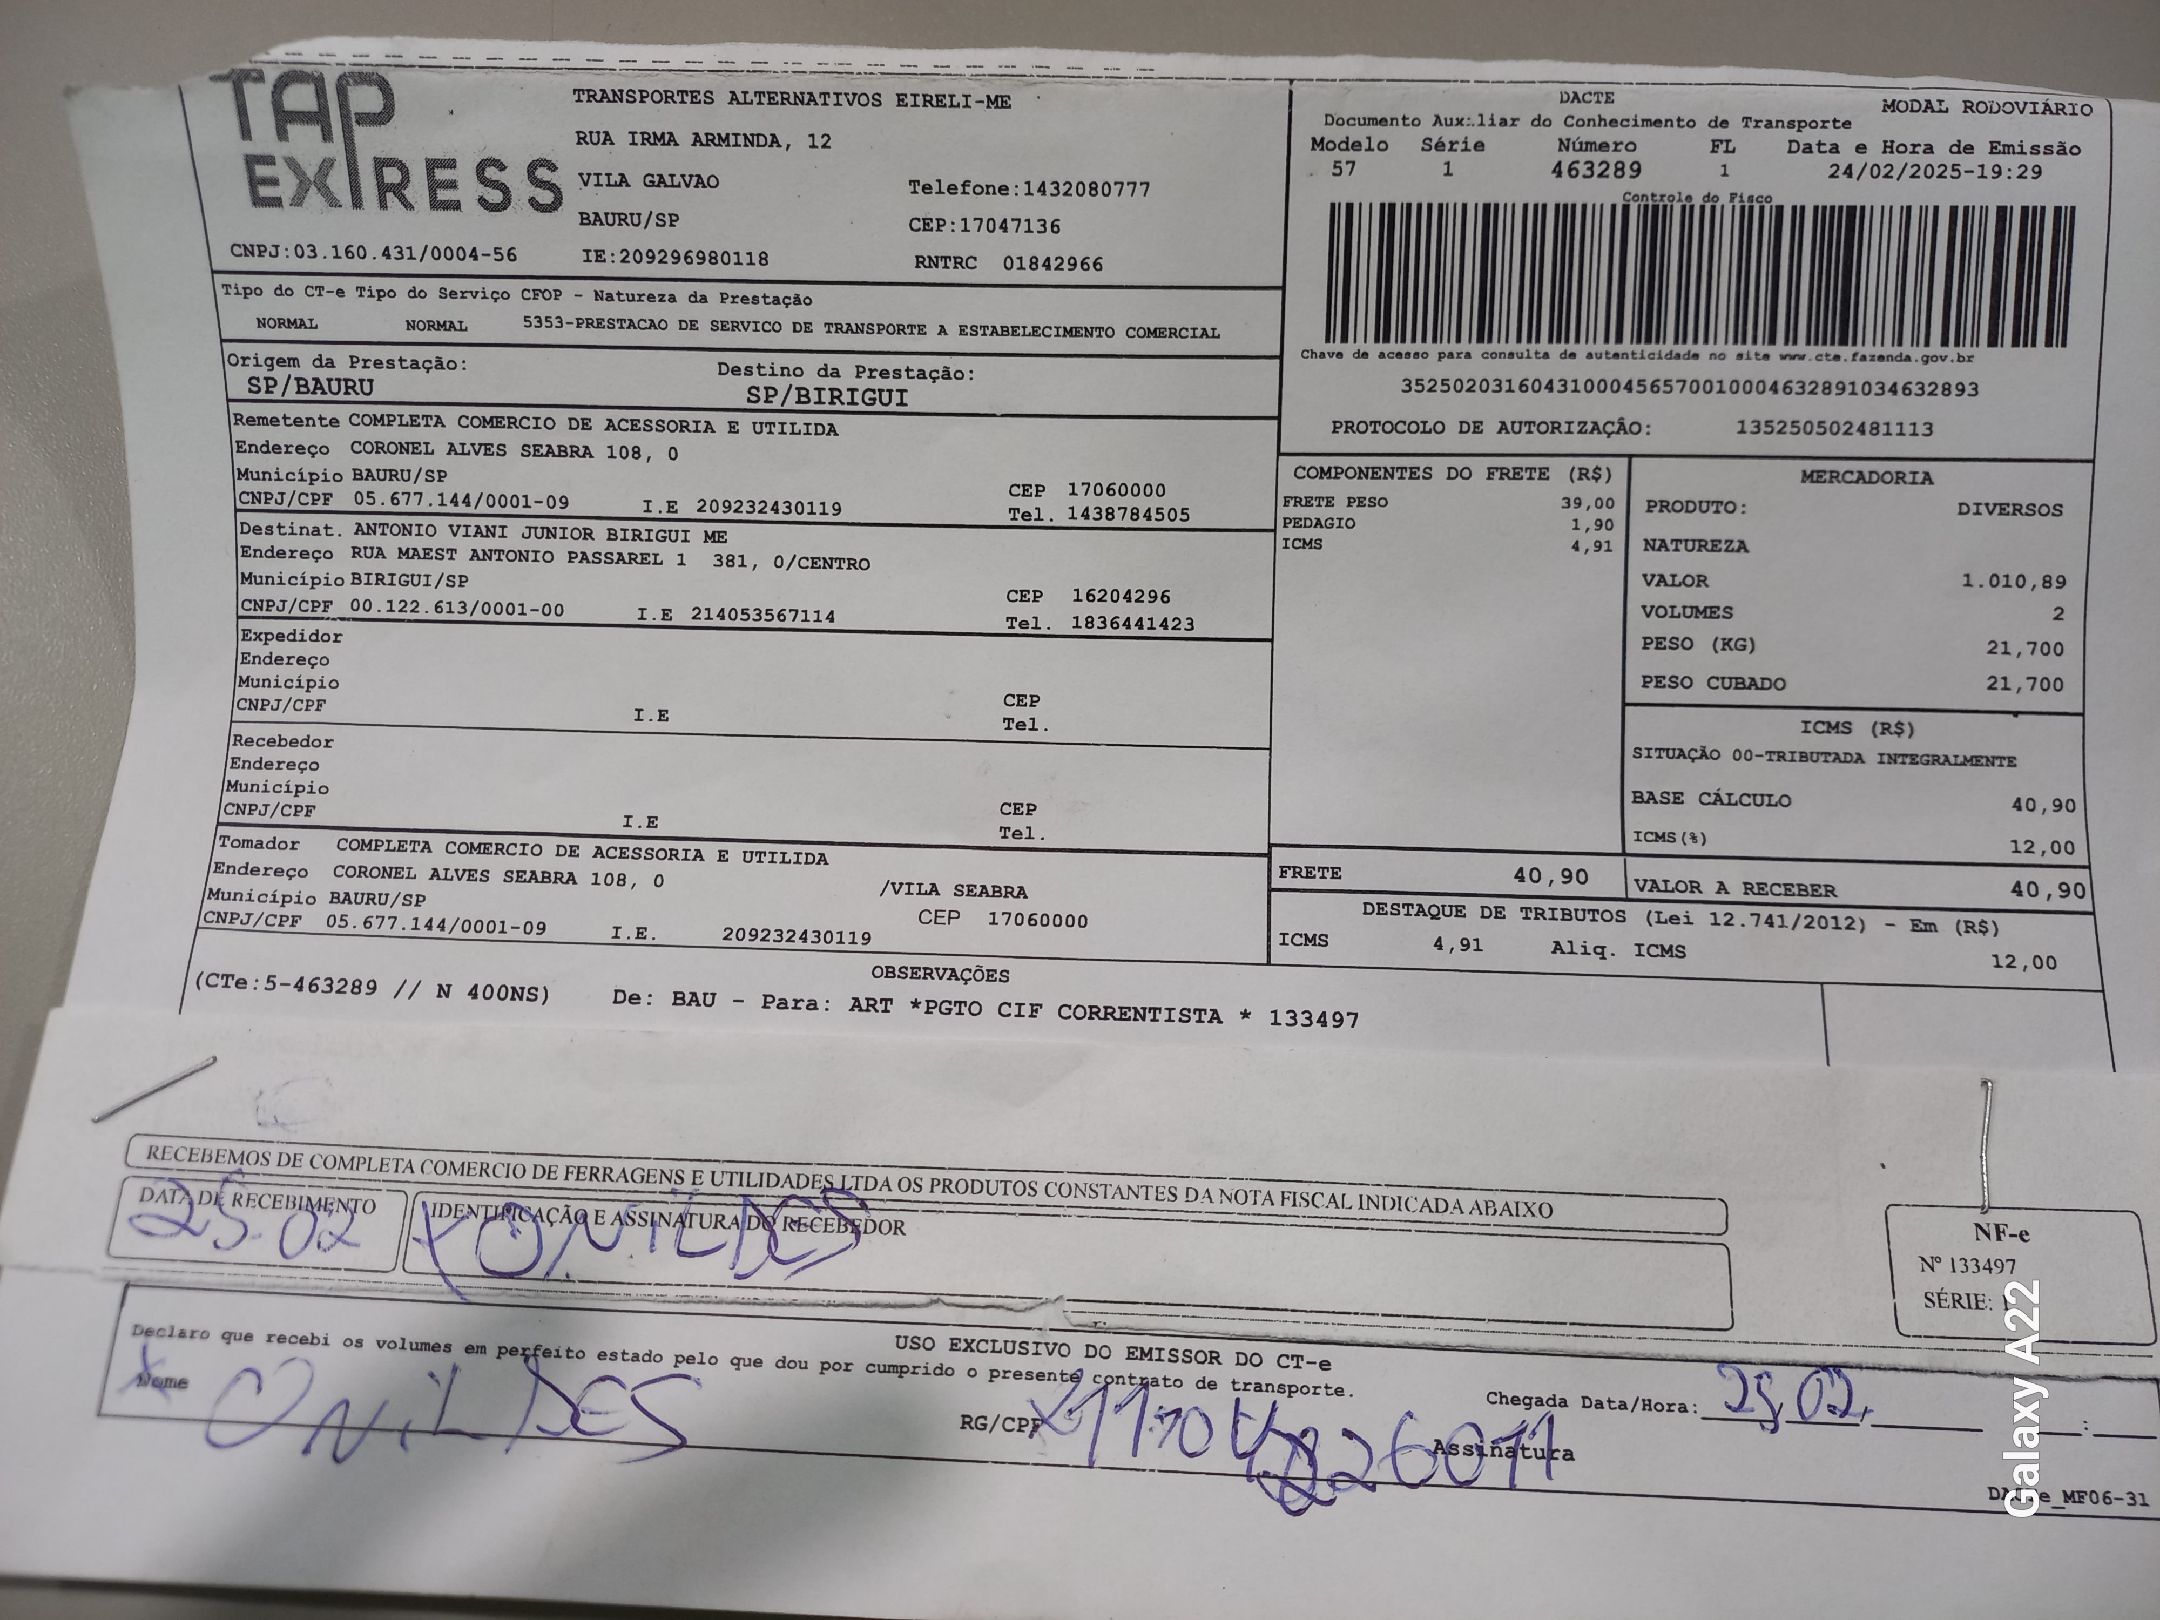 TAP EXPRESS
TRANSPORTES ALTERNATIVOS EIRELI-ME
RUA IRMA ARMINDA, 12
VILA GALVAO Telefone:1432080777
BAURU/SP CEP:17047136
CNPJ:03.160.431/0004-56 IE:209296980118 RNTRC 01842966
DACTE MODAL RODOVIÁRIO
Documento Auxiliar do Conhecimento de Transporte
Modelo Série Número FL Data e Hora de Emissão
57 1 463289 1 24/02/2025-19:29
Controle do Fisco
Chave de acesso para consulta de autenticidade no site www.cte.fazenda.gov.br
35250203160431000456570010004632891034632893
PROTOCOLO DE AUTORIZAÇÂO: 135250502481113
Tipo do CT-e Tipo do Serviço CFOP - Natureza da Prestação
NORMAL NORMAL 5353-PRESTACAO DE SERVICO DE TRANSPORTE A ESTABELECIMENTO COMERCIAL
Origem da Prestação: Destino da Prestação:
SP/BAURU SP/BIRIGUI
Remetente COMPLETA COMERCIO DE ACESSORIA E UTILIDA
Endereço CORONEL ALVES SEABRA 108, 0
Município BAURU/SP CEP 17060000
CNPJ/CPF 05.677.144/0001-09 I.E 209232430119 Tel. 1438784505
Destinat. ANTONIO VIANI JUNIOR BIRIGUI ME
Endereço RUA MAEST ANTONIO PASSAREL 1 381, 0/CENTRO
Município BIRIGUI/SP CEP 16204296
CNPJ/CPF 00.122.613/0001-00 I.E 214053567114 Tel. 1836441423
Expedidor
Endereço
Município CEP
CNPJ/CPF I.E Tel.
Recebedor
Endereço
Município CEP
CNPJ/CPF I.E Tel.
Tomador COMPLETA COMERCIO DE ACESSORIA E UTILIDA
Endereço CORONEL ALVES SEABRA 108, 0 /VILA SEABRA
Município BAURU/SP CEP 17060000
CNPJ/CPF 05.677.144/0001-09 I.E. 209232430119
COMPONENTES DO FRETE (R$)
FRETE PESO 39,00
PEDAGIO 1,90
ICMS 4,91
MERCADORIA
PRODUTO: DIVERSOS
NATUREZA
VALOR 1.010,89
VOLUMES 2
PESO (KG) 21,700
PESO CUBADO 21,700
ICMS (R$)
SITUAÇÃO 00-TRIBUTADA INTEGRALMENTE
BASE CÁLCULO 40,90
ICMS(%) 12,00
FRETE 40,90 VALOR A RECEBER 40,90
DESTAQUE DE TRIBUTOS (Lei 12.741/2012) - Em (R$)
ICMS 4,91 Aliq. ICMS 12,00
OBSERVAÇÕES
(CTe:5-463289 // N 400NS) De: BAU - Para: ART *PGTO CIF CORRENTISTA * 133497
RECEBEMOS DE COMPLETA COMERCIO DE FERRAGENS E UTILIDADES LTDA OS PRODUTOS CONSTANTES DA NOTA FISCAL INDICADA ABAIXO
DATA DE RECEBIMENTO IDENTIFICAÇÃO E ASSINATURA DO RECEBEDOR
25-02 ONILDES
NF-e
Nº 133497
SÉRIE: 1
USO EXCLUSIVO DO EMISSOR DO CT-e
Declaro que recebi os volumes em perfeito estado pelo que dou por cumprido o presente contrato de transporte.
Nome ONILDES RG/CPF Chegada Data/Hora: 25,02, :
Assinatura
Galaxy A22